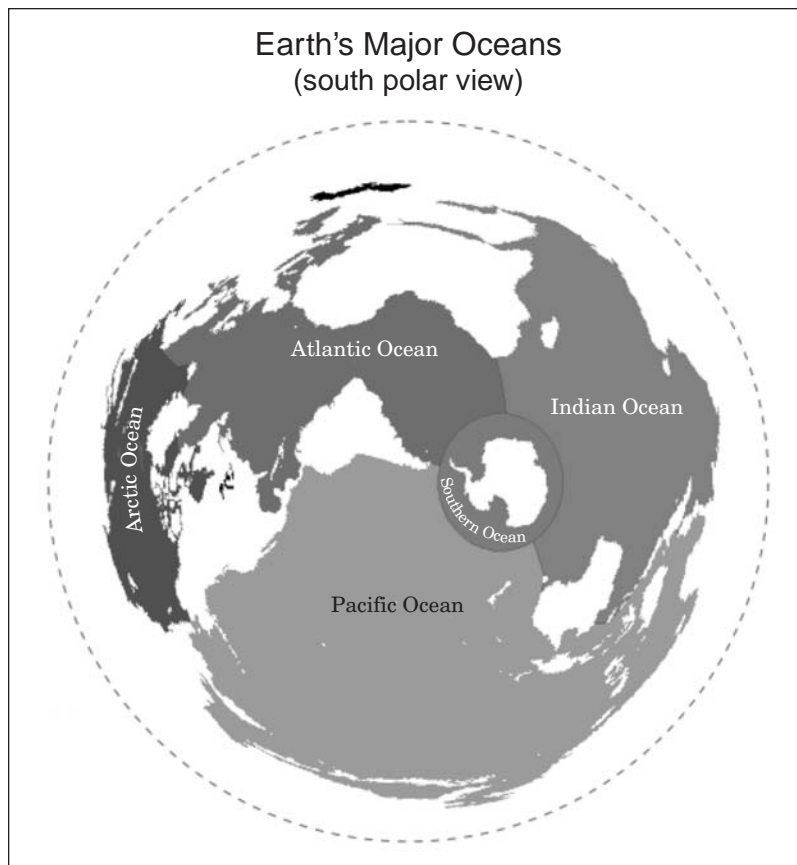 Earth's Major Oceans
(south polar view)
Atlantic Ocean
Indian Ocean
Arctic Ocean
Southern Ocean
Pacific Ocean